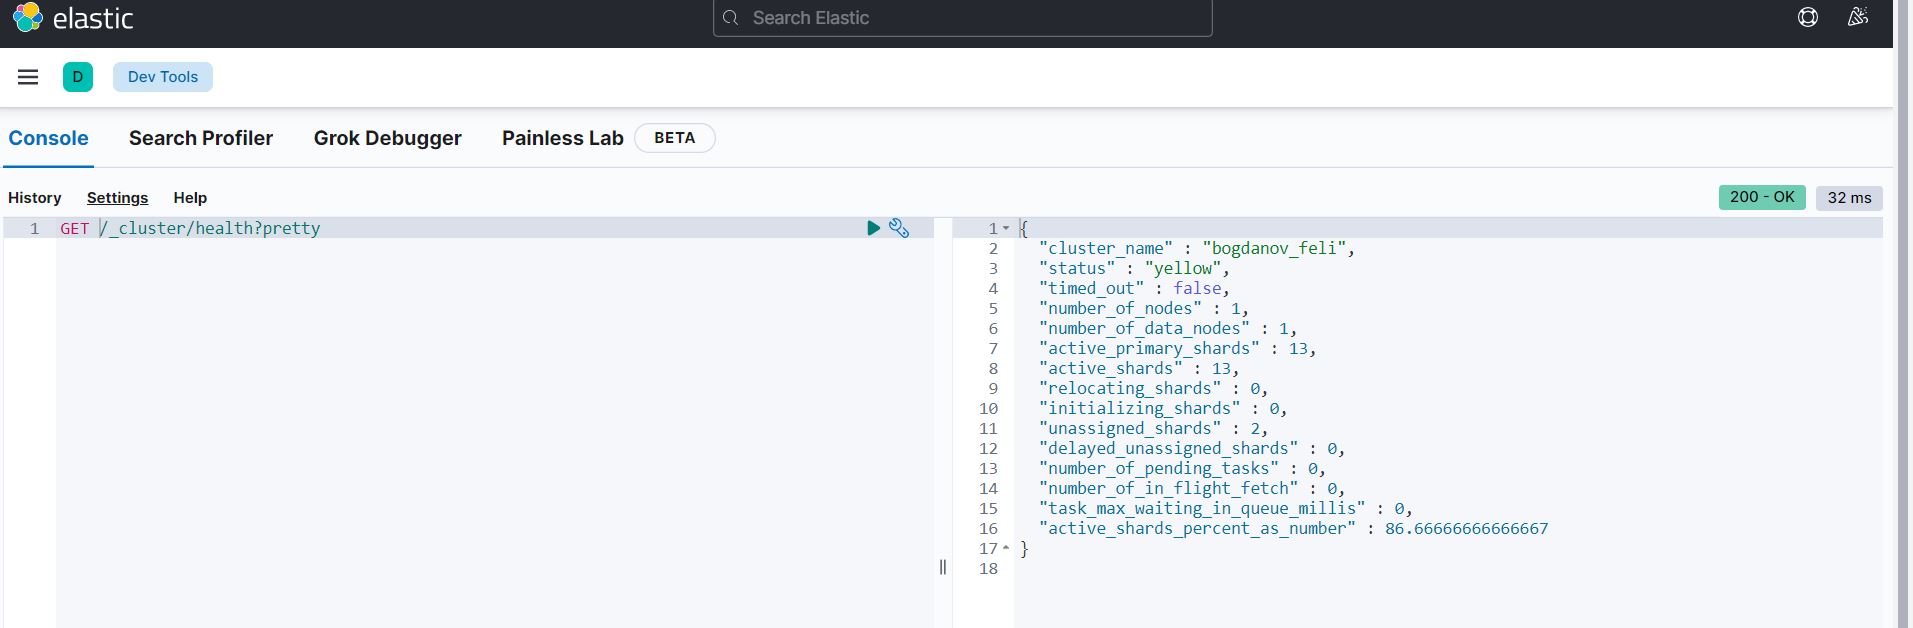 elastic
Search Elastic
D
Dev Tools
Console Search Profiler Grok Debugger Painless Lab BETA
History Settings Help
200 - OK 32 ms
1 GET /_cluster/health?pretty
1 {
2 "cluster_name" : "bogdanov_feli",
3 "status" : "yellow",
4 "timed_out" : false,
5 "number_of_nodes" : 1,
6 "number_of_data_nodes" : 1,
7 "active_primary_shards" : 13,
8 "active_shards" : 13,
9 "relocating_shards" : 0,
10 "initializing_shards" : 0,
11 "unassigned_shards" : 2,
12 "delayed_unassigned_shards" : 0,
13 "number_of_pending_tasks" : 0,
14 "number_of_in_flight_fetch" : 0,
15 "task_max_waiting_in_queue_millis" : 0,
16 "active_shards_percent_as_number" : 86.66666666666667
17 }
18